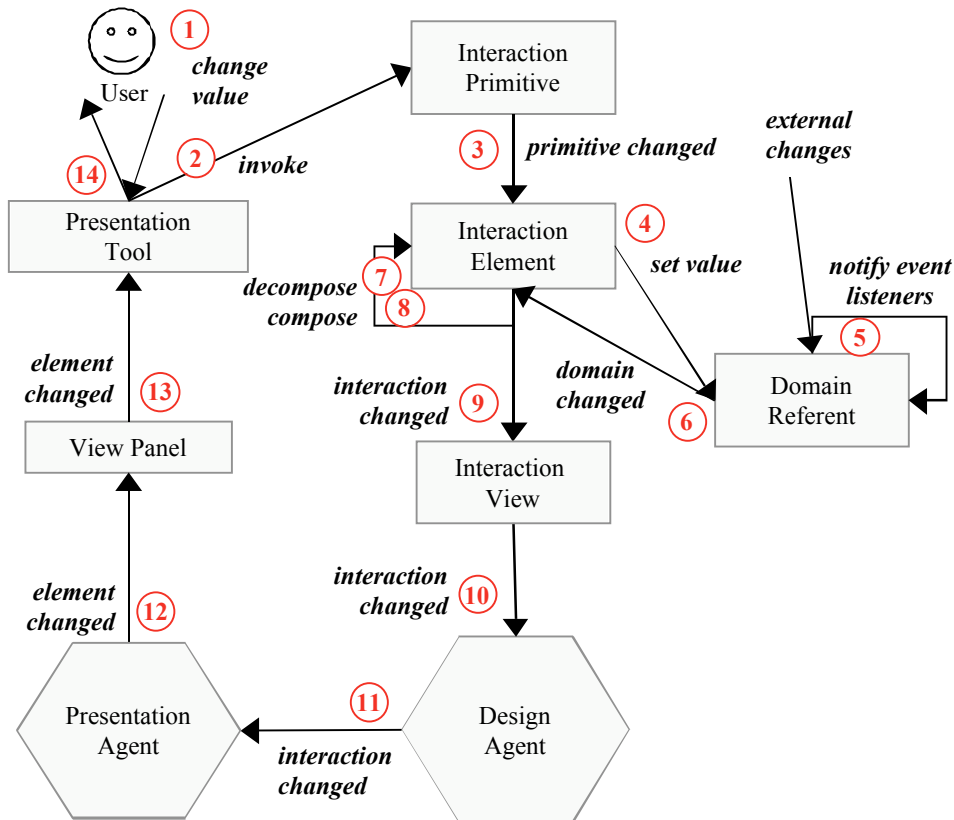 1
change
value
User
2
invoke
14
Presentation
Tool
Interaction
Primitive
3
primitive changed
external
changes
Interaction
Element
4
set value
7
decompose
8
compose
notify event
listeners
5
Domain
Referent
domain
changed
6
interaction
changed
9
element
changed
13
View Panel
Interaction
View
interaction
changed
10
element
changed
12
Presentation
Agent
11
interaction
changed
Design
Agent